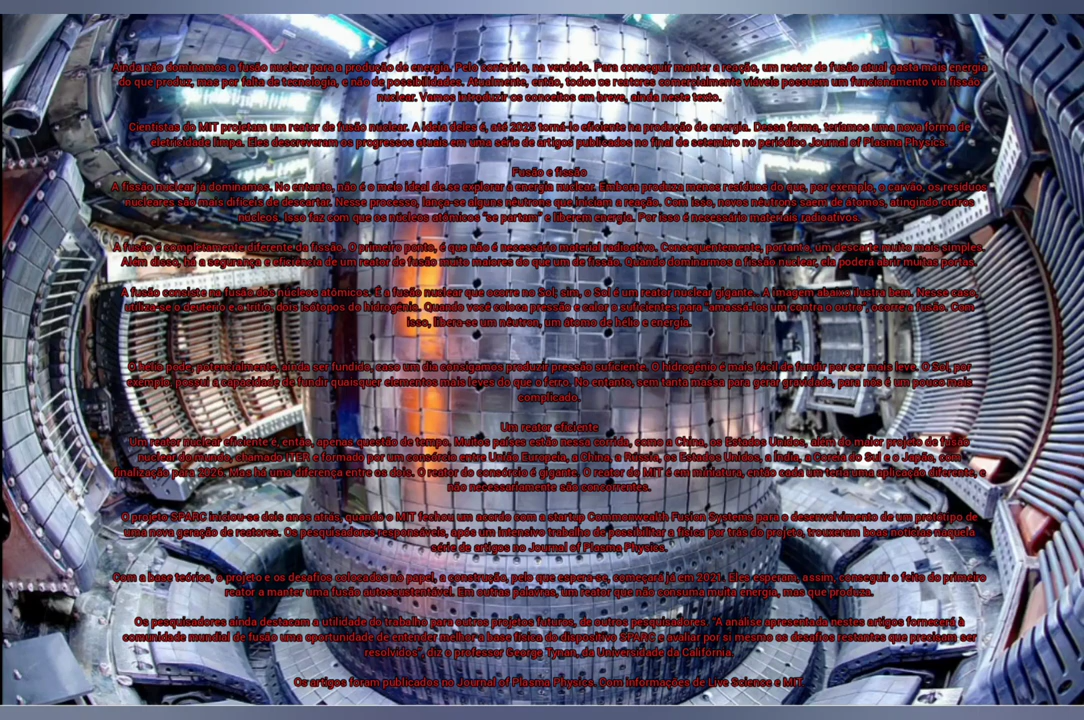 Ainda não dominamos a fusão nuclear para a produção de energia. Pelo contrário, na verdade. Para conseguir manter a reação, um reator de fusão atual gasta mais energia
do que produz, mas por falta de tecnologia, e não de possibilidades. Atualmente, então, todos os reatores comercialmente viáveis possuem um funcionamento via fissão
nuclear. Vamos introduzir os conceitos em breve, ainda neste texto.
Cientistas do MIT projetam um reator de fusão nuclear. A ideia deles é, até 2025 torná-lo eficiente na produção de energia. Dessa forma, teríamos uma nova forma de
eletricidade limpa. Eles descreveram os progressos atuais em uma série de artigos publicados no final de setembro no periódico Journal of Plasma Physics.
Fusão e fissão
A fissão nuclear já dominamos. No entanto, não é o meio ideal de se explorar a energia nuclear. Embora produza menos resíduos do que, por exemplo, o carvão, os resíduos
nucleares são mais difíceis de descartar. Nesse processo, lança-se alguns nêutrons que iniciam a reação. Com isso, novos nêutrons saem de átomos, atingindo outros
núcleos. Isso faz com que os núcleos atômicos "se partam" e liberem energia. Por isso é necessário materiais radioativos.
A fusão é completamente diferente da fissão. O primeiro ponto, é que não é necessário material radioativo. Consequentemente, portanto, um descarte muito mais simples.
Além disso, há a segurança e eficiência de um reator de fusão muito maiores do que um de fissão. Quando dominarmos a fissão nuclear, ela poderá abrir muitas portas.
A fusão consiste na fusão dos núcleos atômicos. É a fusão nuclear que ocorre no Sol; sim, o Sol é um reator nuclear gigante. A imagem abaixo ilustra bem. Nesse caso,
utiliza-se o deutério e o trítio, dois isótopos do hidrogênio. Quando você coloca pressão e calor o suficientes para "amassá-los um contra o outro", ocorre a fusão. Com
isso, libera-se um nêutron, um átomo de hélio e energia.
O hélio pode, potencialmente, ainda ser fundido, caso um dia consigamos produzir pressão suficiente. O hidrogênio é mais fácil de fundir por ser mais leve. O Sol, por
exemplo, possui a capacidade de fundir quaisquer elementos mais leves do que o ferro. No entanto, sem tanta massa para gerar gravidade, para nós é um pouco mais
complicado.
Um reator eficiente
Um reator nuclear eficiente é, então, apenas questão de tempo. Muitos países estão nessa corrida, como a China, os Estados Unidos, além do maior projeto de fusão
nuclear do mundo, chamado ITER e formado por um consórcio entre União Europeia, a China, a Rússia, os Estados Unidos, a Índia, a Coreia do Sul e o Japão, com
finalização para 2026. Mas há uma diferença entre os dois. O reator do consórcio é gigante. O reator do MIT é em miniatura, então cada um teria uma aplicação diferente, e
não necessariamente são concorrentes.
O projeto SPARC iniciou-se dois anos atrás, quando o MIT fechou um acordo com a startup Commonwealth Fusion Systems para o desenvolvimento de um protótipo de
uma nova geração de reatores. Os pesquisadores responsáveis, após um intensivo trabalho de possibilitar a física por trás do projeto, trouxeram boas notícias naquela
série de artigos no Journal of Plasma Physics.
Com a base teórica, o projeto e os desafios colocados no papel, a construção, pelo que espera-se, começará já em 2021. Eles esperam, assim, conseguir o feito do primeiro
reator a manter uma fusão autossustentável. Em outras palavras, um reator que não consuma muita energia, mas que produza.
Os pesquisadores ainda destacam a utilidade do trabalho para outros projetos futuros, de outros pesquisadores. "A análise apresentada nestes artigos fornecerá à
comunidade mundial de fusão uma oportunidade de entender melhor a base física do dispositivo SPARC e avaliar por si mesmo os desafios restantes que precisam ser
resolvidos", diz o professor George Tynan, da Universidade da Califórnia.
Os artigos foram publicados no Journal of Plasma Physics. Com informações de Live Science e MIT.